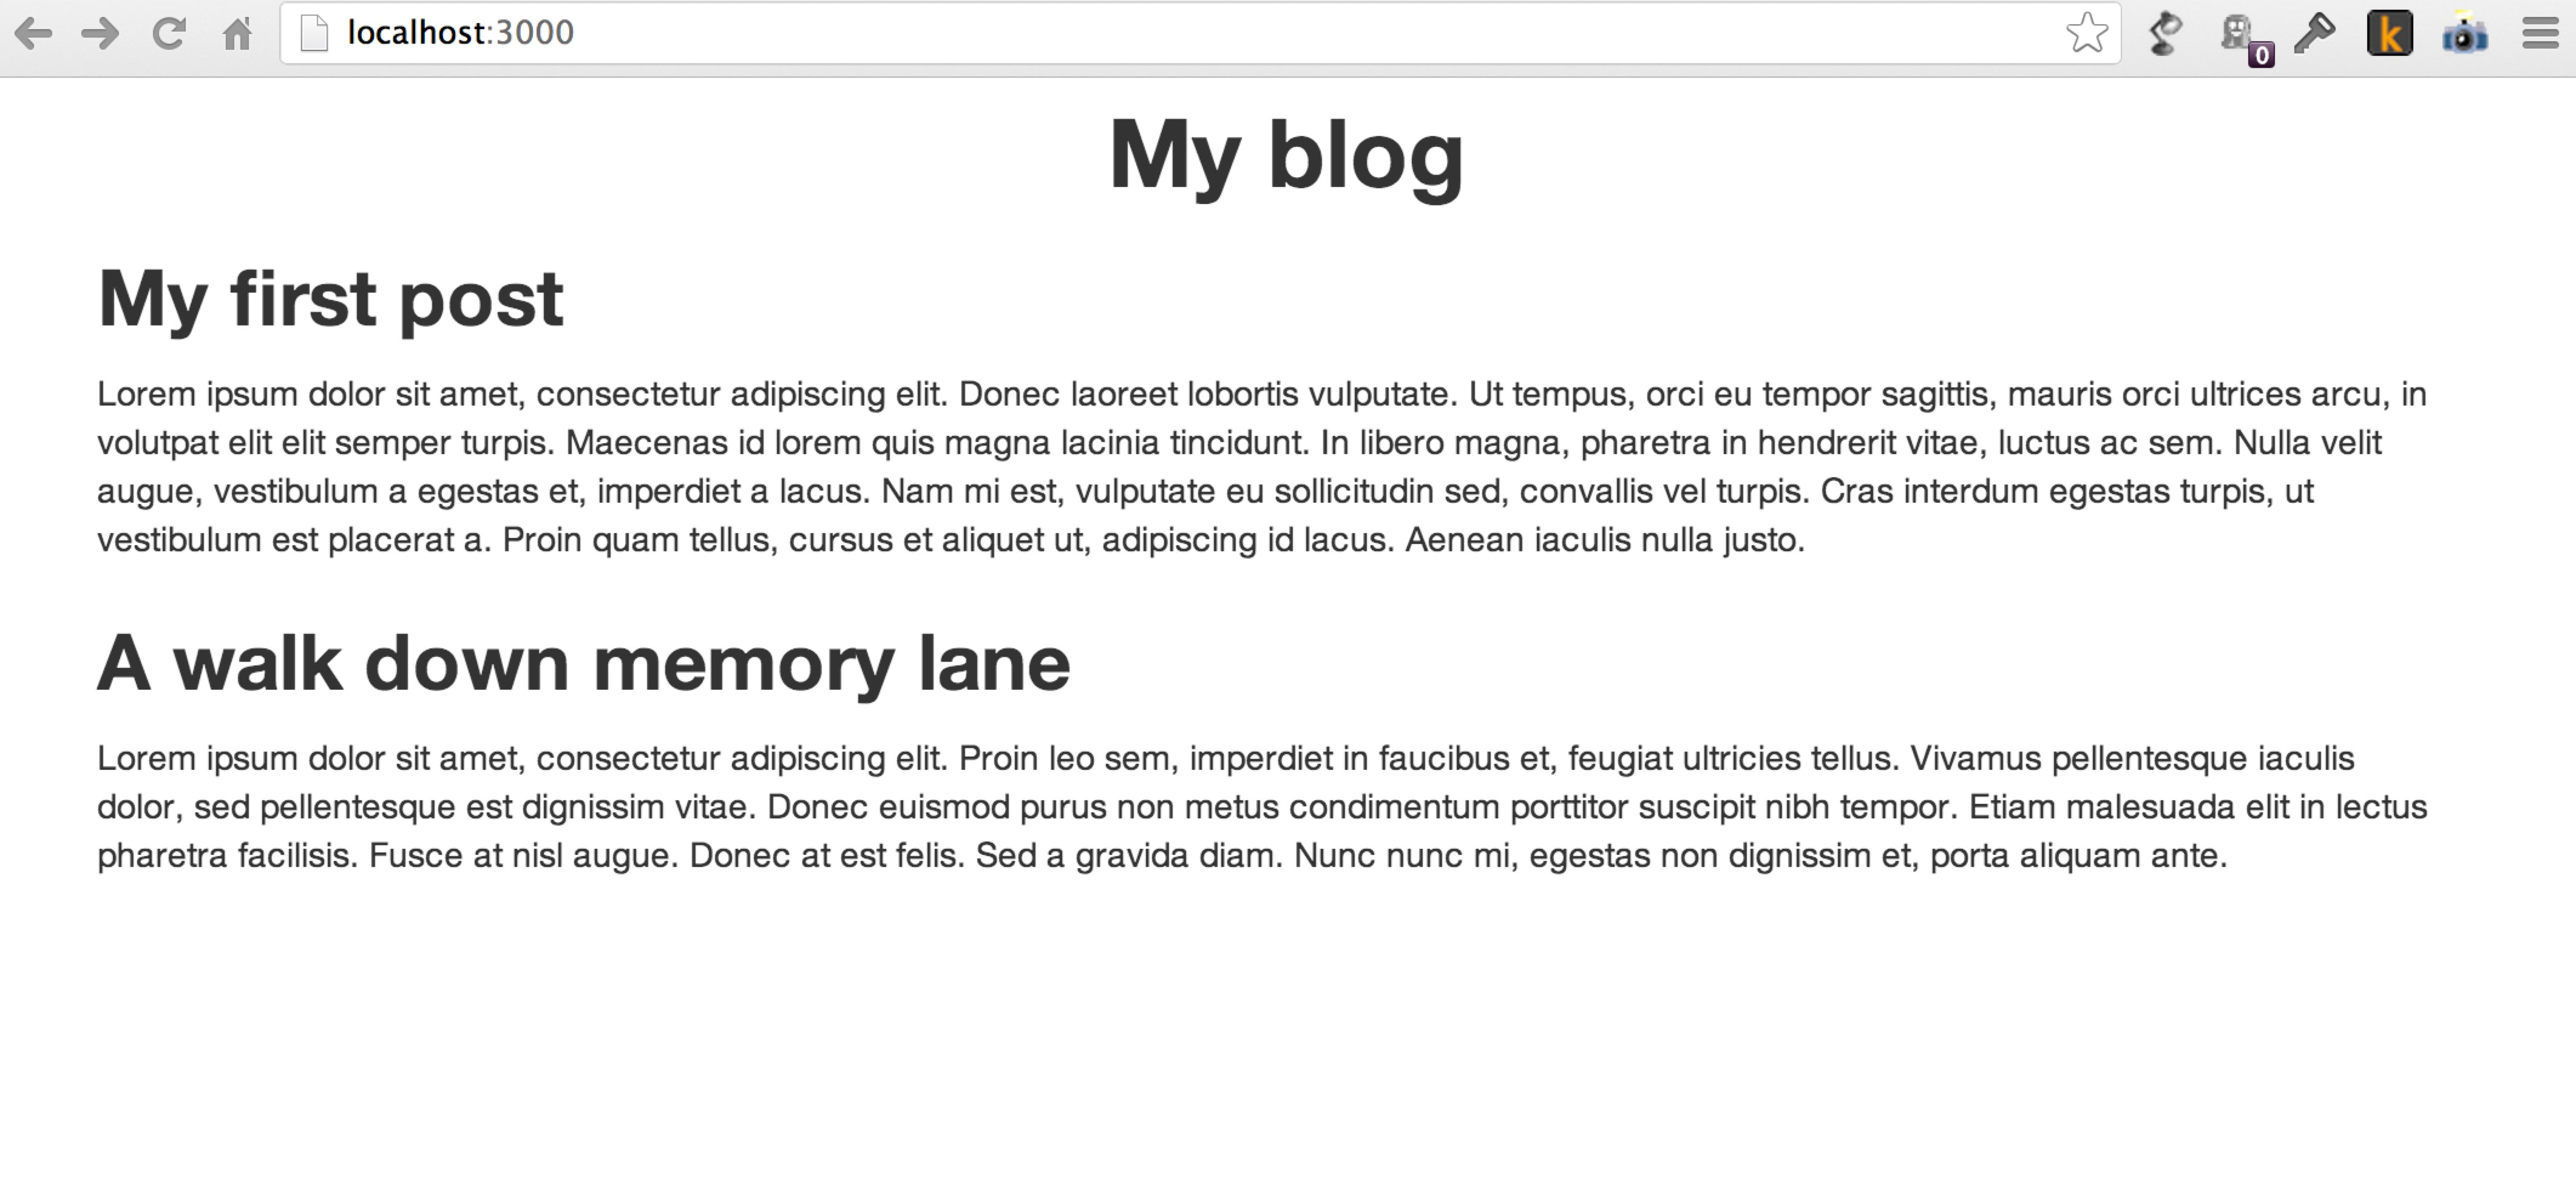 localhost:3000
0
k
My blog
My first post
Lorem ipsum dolor sit amet, consectetur adipiscing elit. Donec laoreet lobortis vulputate. Ut tempus, orci eu tempor sagittis, mauris orci ultrices arcu, in
volutpat elit elit semper turpis. Maecenas id lorem quis magna lacinia tincidunt. In libero magna, pharetra in hendrerit vitae, luctus ac sem. Nulla velit
augue, vestibulum a egestas et, imperdiet a lacus. Nam mi est, vulputate eu sollicitudin sed, convallis vel turpis. Cras interdum egestas turpis, ut
vestibulum est placerat a. Proin quam tellus, cursus et aliquet ut, adipiscing id lacus. Aenean iaculis nulla justo.
A walk down memory lane
Lorem ipsum dolor sit amet, consectetur adipiscing elit. Proin leo sem, imperdiet in faucibus et, feugiat ultricies tellus. Vivamus pellentesque iaculis
dolor, sed pellentesque est dignissim vitae. Donec euismod purus non metus condimentum porttitor suscipit nibh tempor. Etiam malesuada elit in lectus
pharetra facilisis. Fusce at nisl augue. Donec at est felis. Sed a gravida diam. Nunc nunc mi, egestas non dignissim et, porta aliquam ante.